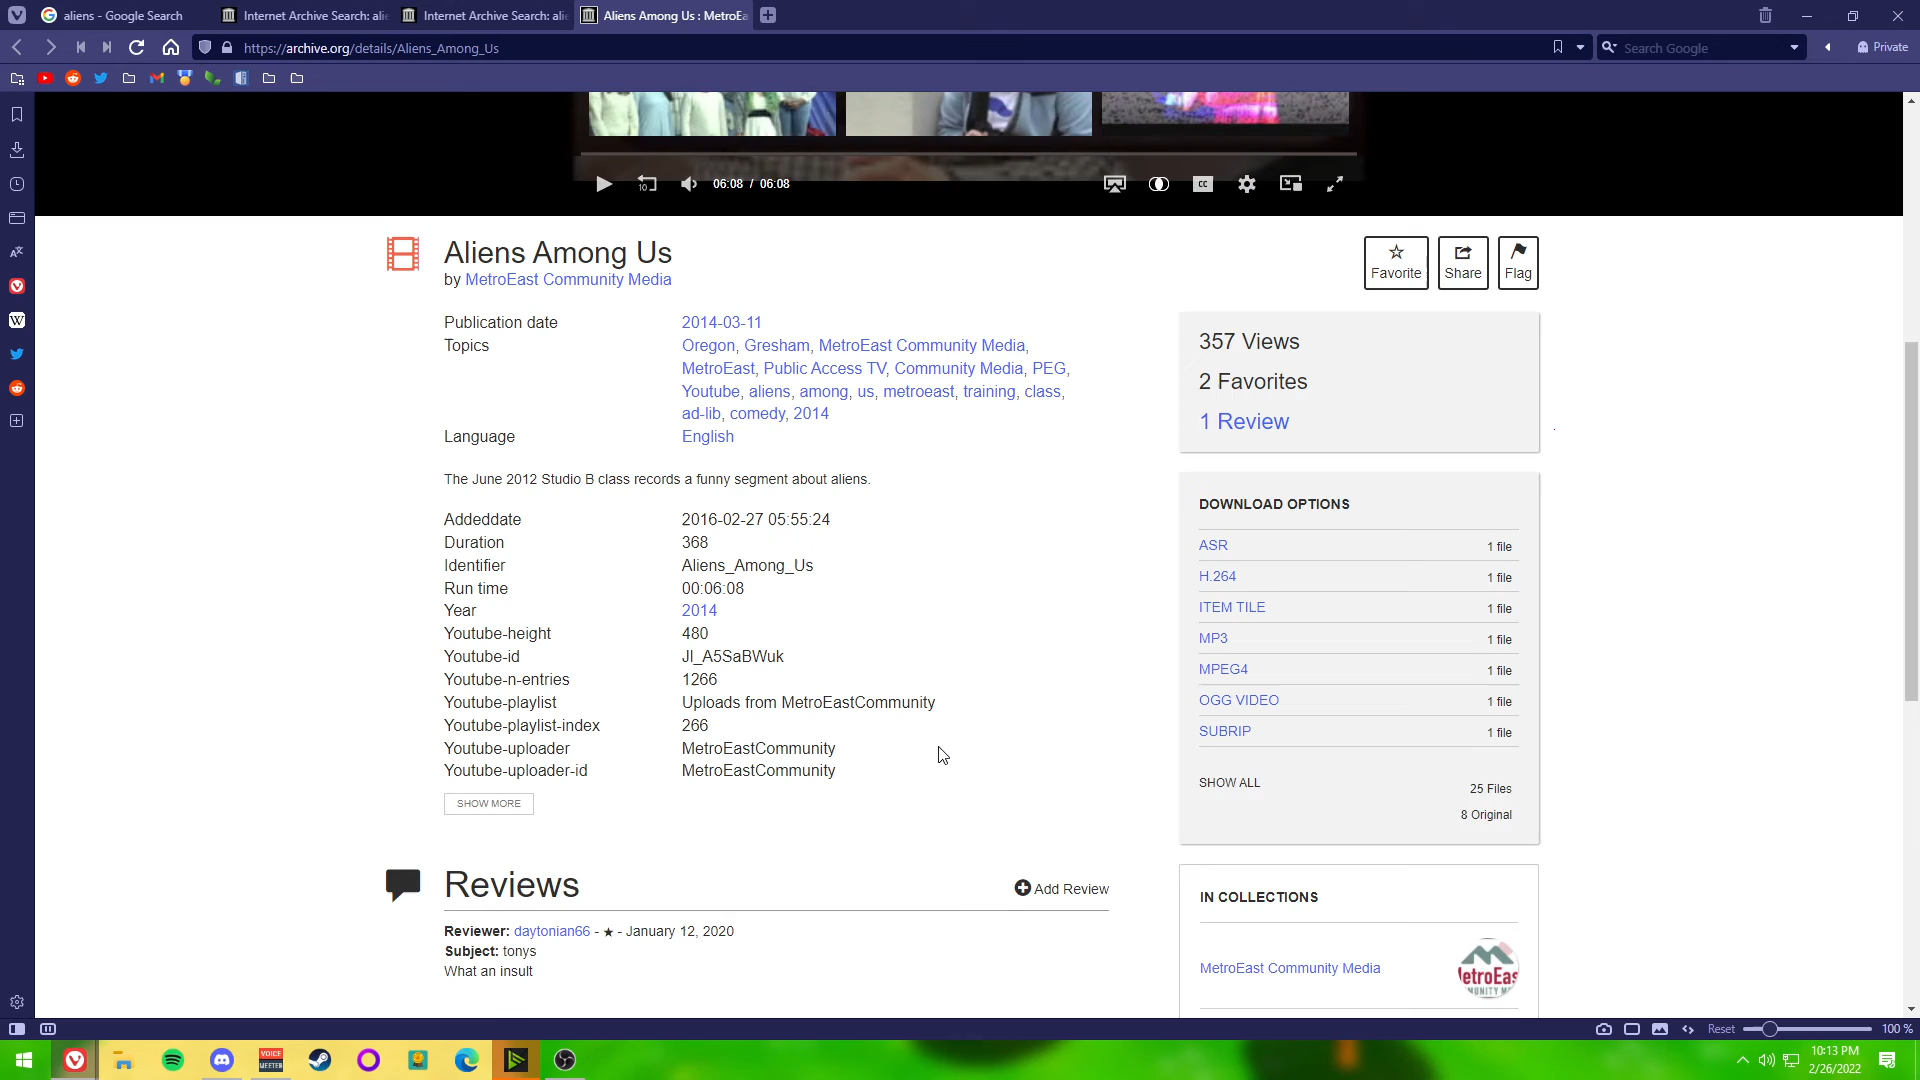 aliens - Google Search
Internet Archive Search: alie
Internet Archive Search: alie
Aliens Among Us : MetroEa
https://archive.org/details/Aliens_Among_Us
Search Google
Private
10
06:08 / 06:08
CC
Aliens Among Us
by MetroEast Community Media
Favorite
Share
Flag
Publication date 2014-03-11
Topics Oregon, Gresham, MetroEast Community Media,
MetroEast, Public Access TV, Community Media, PEG,
Youtube, aliens, among, us, metroeast, training, class,
ad-lib, comedy, 2014
Language English
The June 2012 Studio B class records a funny segment about aliens.
Addeddate 2016-02-27 05:55:24
Duration 368
Identifier Aliens_Among_Us
Run time 00:06:08
Year 2014
Youtube-height 480
Youtube-id JI_A5SaBWuk
Youtube-n-entries 1266
Youtube-playlist Uploads from MetroEastCommunity
Youtube-playlist-index 266
Youtube-uploader MetroEastCommunity
Youtube-uploader-id MetroEastCommunity
SHOW MORE
357 Views
2 Favorites
1 Review
DOWNLOAD OPTIONS
ASR 1 file
H.264 1 file
ITEM TILE 1 file
MP3 1 file
MPEG4 1 file
OGG VIDEO 1 file
SUBRIP 1 file
SHOW ALL 25 Files
8 Original
Reviews
Add Review
Reviewer: daytonian66 - ★ - January 12, 2020
Subject: tonys
What an insult
IN COLLECTIONS
MetroEast Community Media
Reset
100 %
VOICE
MEETER
10:13 PM
2/26/2022